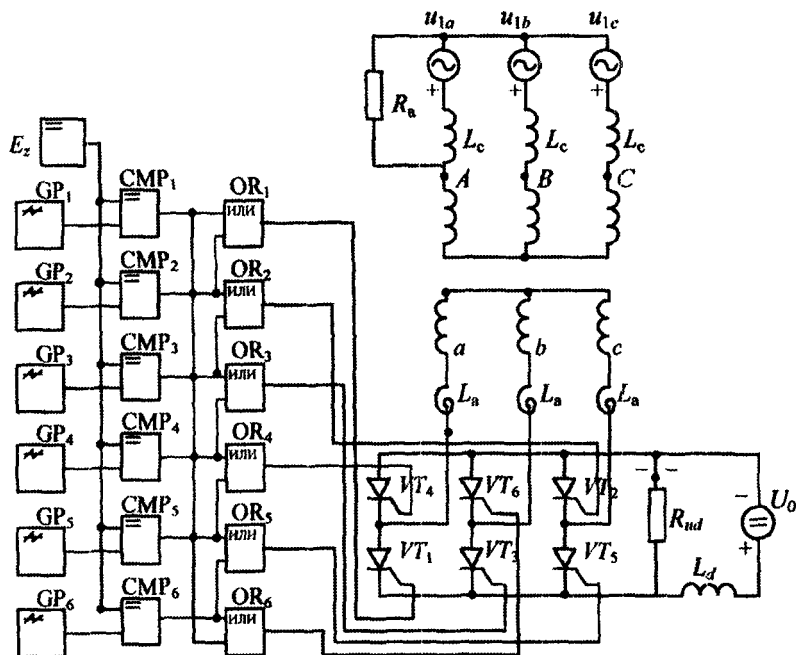 u1a u1b u1c
+ + +
Rа
Lc Lc Lc
Ez
A B C
GP1 CMP1 OR1
ИЛИ
GP2 CMP2 OR2
ИЛИ
a b c
GP3 CMP3 OR3
ИЛИ
La La La
GP4 CMP4 OR4
ИЛИ
VT4 VT6 VT2
− −
Rud
− U0
+
GP5 CMP5 OR5
ИЛИ
VT1 VT3 VT5
Ld
GP6 CMP6 OR6
ИЛИ